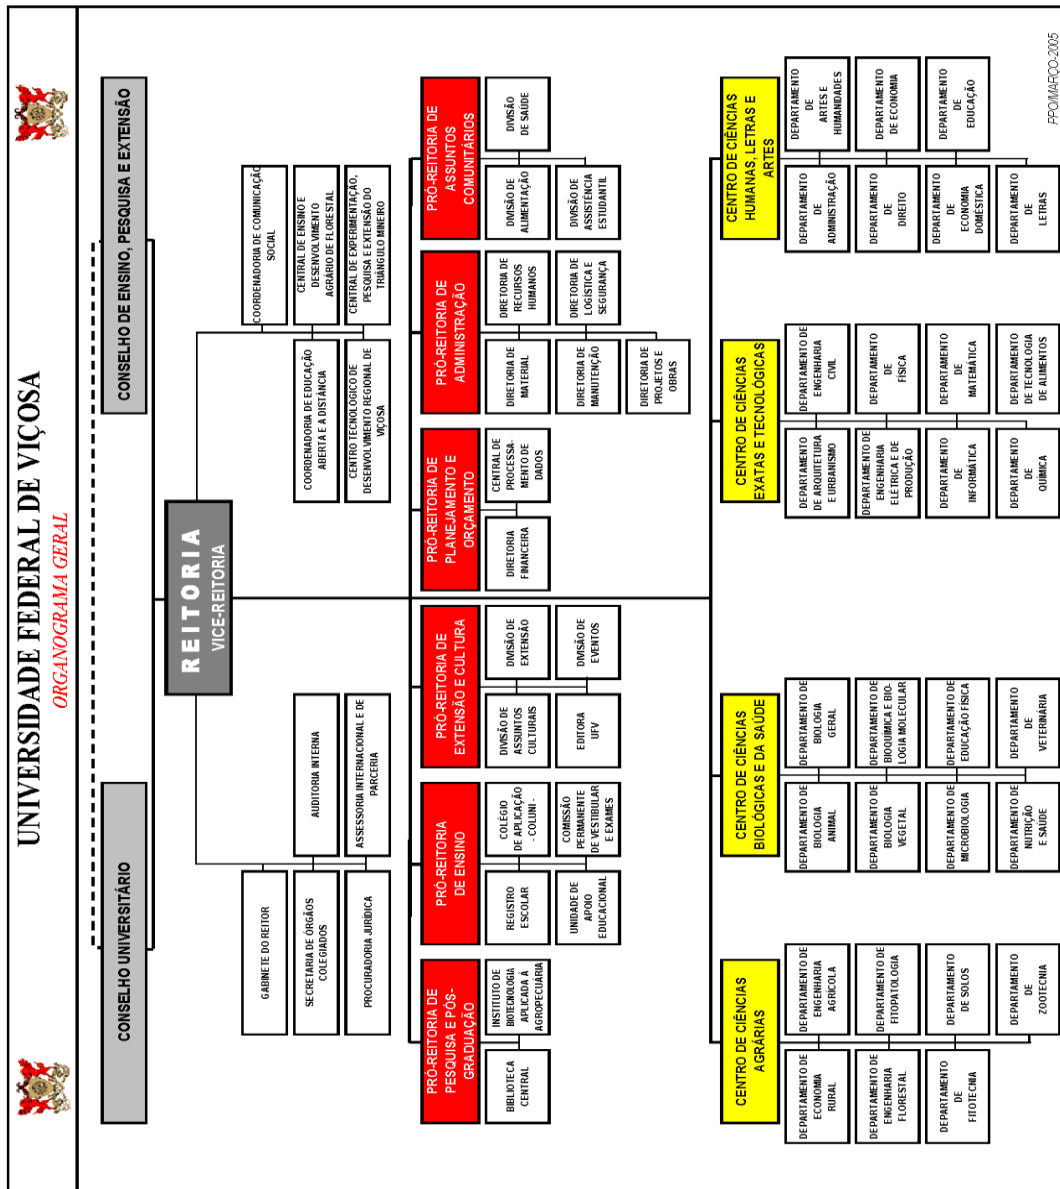 UNIVERSIDADE FEDERAL DE VIÇOSA
ORGANOGRAMA GERAL
CONSELHO UNIVERSITÁRIO
CONSELHO DE ENSINO, PESQUISA E EXTENSÃO
REITORIA
VICE-REITORIA
GABINETE DO REITOR
SECRETARIA DE ÓRGÃOS
COLEGIADOS
AUDITORIA INTERNA
PROCURADORIA JURÍDICA
ASSESSORIA INTERNACIONAL E DE
PARCERIA
COORDENADORIA DE COMUNICAÇÃO
SOCIAL
COORDENADORIA DE EDUCAÇÃO
ABERTA E A DISTÂNCIA
CENTRAL DE ENSINO E
DESENVOLVIMENTO
AGRÁRIO DE FLORESTAL
CENTRO TECNOLOGICO DE
DESENVOLVIMENTO REGIONAL DE
VIÇOSA
CENTRAL DE EXPERIMENTAÇÃO,
PESQUISA E EXTENSÃO DO
TRIÂNGULO MINEIRO
PRÓ-REITORIA DE
PESQUISA E PÓS-
GRADUAÇÃO
BIBLIOTECA
CENTRAL
INSTITUTO DE
BIOTECNOLOGIA
APLICADA À
AGROPECUÁRIA
PRÓ-REITORIA
DE ENSINO
REGISTRO
ESCOLAR
COLÉGIO
DE APLICAÇÃO
- COLUNI -
UNIDADE DE
APOIO
EDUCACIONAL
COMISSÃO
PERMANENTE
DE VESTIBULAR
E EXAMES
PRÓ-REITORIA DE
EXTENSÃO E CULTURA
DIVISÃO DE
ASSUNTOS
CULTURAIS
DIVISÃO DE
EXTENSÃO
EDITORA
UFV
DIVISÃO DE
EVENTOS
PRÓ-REITORIA DE
PLANEJAMENTO E
ORÇAMENTO
DIRETORIA
FINANCEIRA
CENTRAL DE
PROCESSA-
MENTO DE
DADOS
PRÓ-REITORIA DE
ADMINISTRAÇÃO
DIRETORIA DE
MATERIAL
DIRETORIA DE
RECURSOS
HUMANOS
DIRETORIA DE
MANUTENÇÃO
DIRETORIA DE
LOGÍSTICA E
SEGURANÇA
DIRETORIA DE
PROJETOS E
OBRAS
PRÓ-REITORIA DE
ASSUNTOS
COMUNITÁRIOS
DIVISÃO DE
ALIMENTAÇÃO
DIVISÃO
DE SAÚDE
DIVISÃO DE
ASSISTÊNCIA
ESTUDANTIL
CENTRO DE CIÊNCIAS
AGRÁRIAS
DEPARTAMENTO DE
ECONOMIA
RURAL
DEPARTAMENTO DE
ENGENHARIA
AGRÍCOLA
DEPARTAMENTO DE
ENGENHARIA
FLORESTAL
DEPARTAMENTO DE
FITOPATOLOGIA
DEPARTAMENTO
DE
FITOTECNIA
DEPARTAMENTO
DE SOLOS
DEPARTAMENTO
DE
ZOOTECNIA
CENTRO DE CIÊNCIAS
BIOLÓGICAS E DA SAÚDE
DEPARTAMENTO DE
BIOLOGIA
ANIMAL
DEPARTAMENTO DE
BIOLOGIA
GERAL
DEPARTAMENTO DE
BIOLOGIA
VEGETAL
DEPARTAMENTO DE
BIOQUÍMICA E BIO-
LOGIA MOLECULAR
DEPARTAMENTO
DE
MICROBIOLOGIA
DEPARTAMENTO DE
EDUCAÇÃO FÍSICA
DEPARTAMENTO DE
NUTRIÇÃO
E SAÚDE
DEPARTAMENTO
DE
VETERINÁRIA
CENTRO DE CIÊNCIAS
EXATAS E TECNOLÓGICAS
DEPARTAMENTO
DE ARQUITETURA
E URBANISMO
DEPARTAMENTO DE
ENGENHARIA
CIVIL
DEPARTAMENTO DE
ENGENHARIA
ELÉTRICA E DE
PRODUÇÃO
DEPARTAMENTO
DE
FÍSICA
DEPARTAMENTO
DE
INFORMÁTICA
DEPARTAMENTO
DE
MATEMÁTICA
DEPARTAMENTO
DE
QUÍMICA
DEPARTAMENTO
DE TECNOLOGIA
DE ALIMENTOS
CENTRO DE CIÊNCIAS
HUMANAS, LETRAS E
ARTES
DEPARTAMENTO
DE
ADMINISTRAÇÃO
DEPARTAMENTO
DE
ARTES E
HUMANIDADES
DEPARTAMENTO
DE
DIREITO
DEPARTAMENTO
DE ECONOMIA
DEPARTAMENTO
DE
ECONOMIA
DOMÉSTICA
DEPARTAMENTO
DE
EDUCAÇÃO
DEPARTAMENTO
DE
LETRAS
PPO/MARÇO-2005